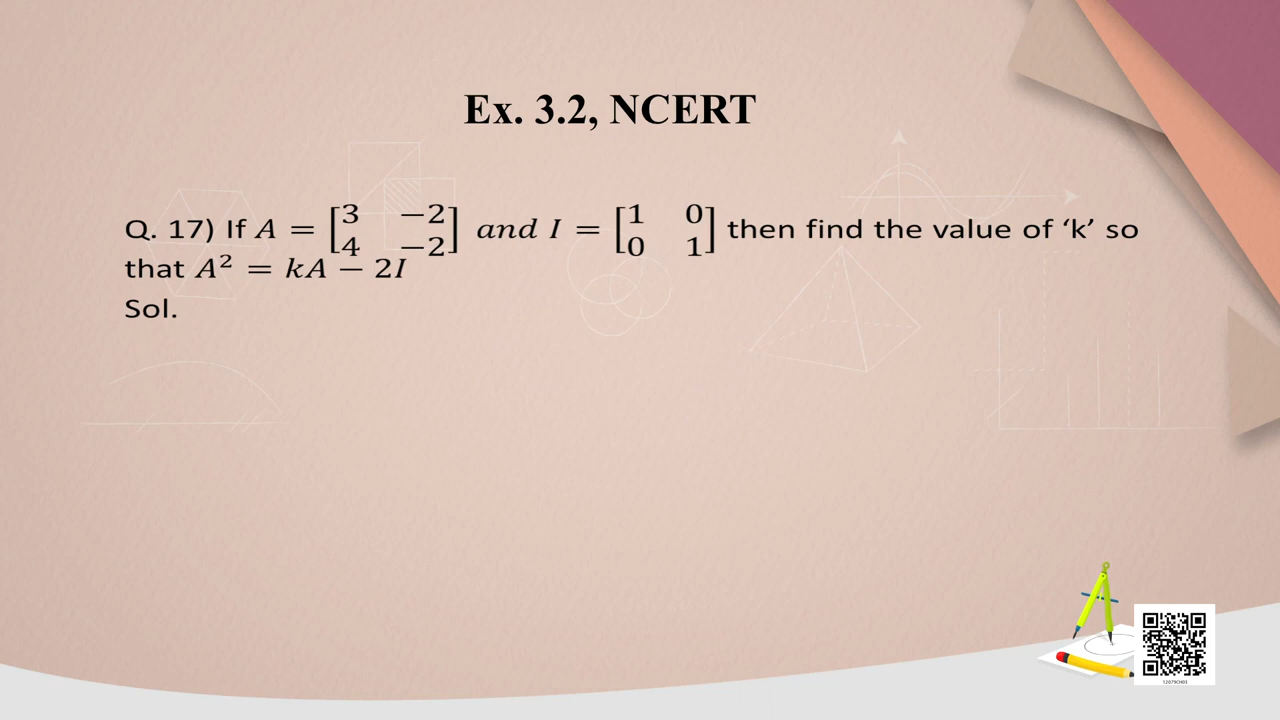 Ex. 3.2, NCERT
Q. 17) If A = [3 −2; 4 −2] and I = [1 0; 0 1] then find the value of ‘k’ so
that A² = kA − 2I
Sol.